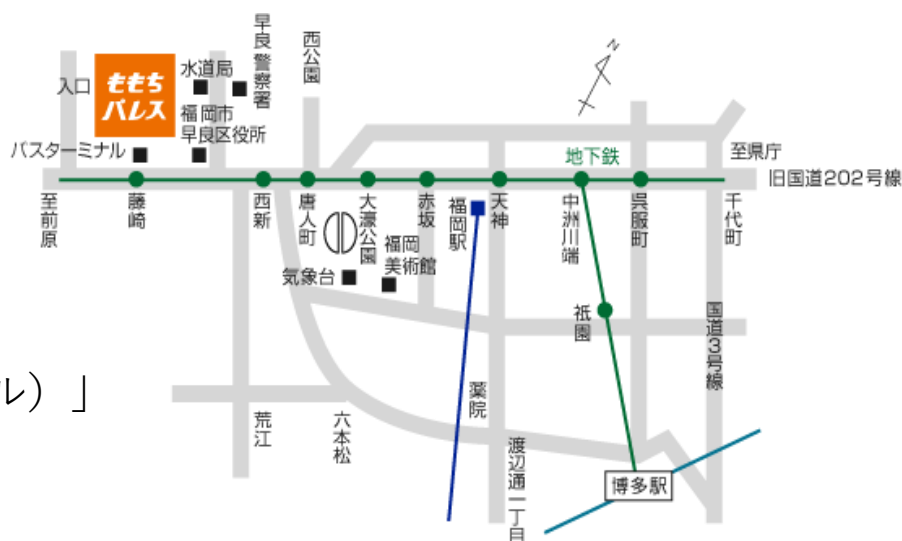 早良警察署
西公園
N
水道局
入口
ももち
パレス
福岡市
早良区役所
バスターミナル
地下鉄
至県庁
旧国道202号線
至前原
藤崎
西新
唐人町
大濠公園
赤坂
福岡駅
天神
中洲川端
呉服町
千代町
福岡
美術館
気象台
祇園
国道3号線
ル）」
薬院
荒江
六本松
渡辺通一丁目
博多駅